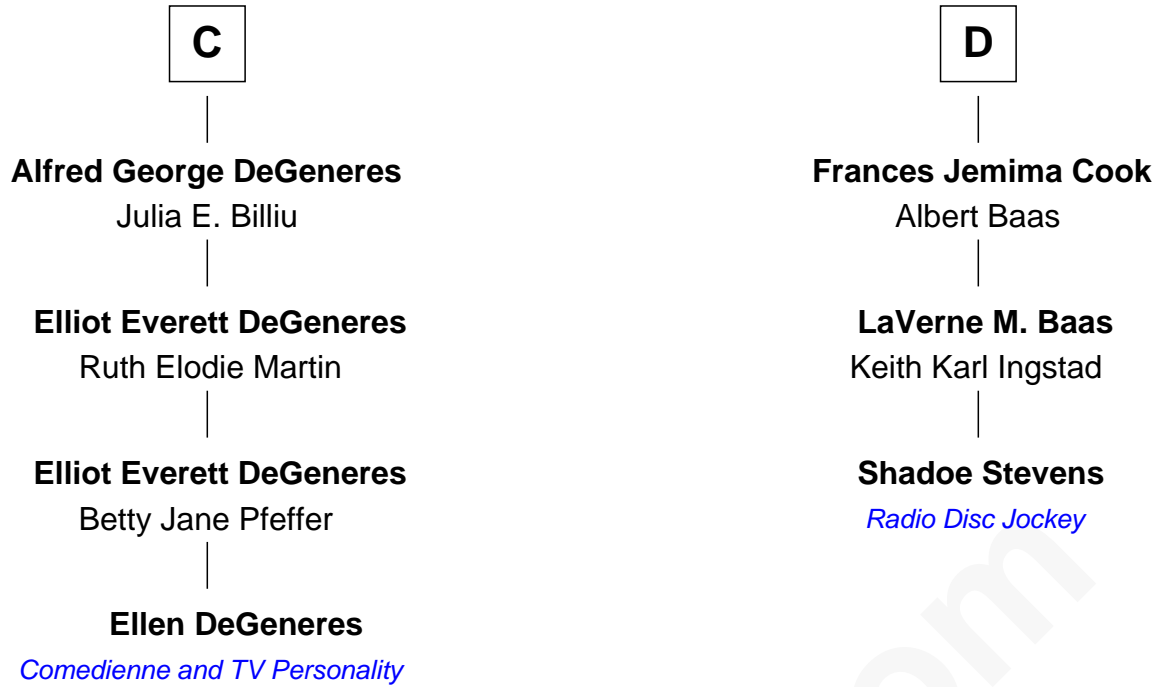 C
Alfred George DeGeneres
Julia E. Billiu
Elliot Everett DeGeneres
Ruth Elodie Martin
Elliot Everett DeGeneres
Betty Jane Pfeffer
Ellen DeGeneres
Comedienne and TV Personality
D
Frances Jemima Cook
Albert Baas
LaVerne M. Baas
Keith Karl Ingstad
Shadoe Stevens
Radio Disc Jockey
om